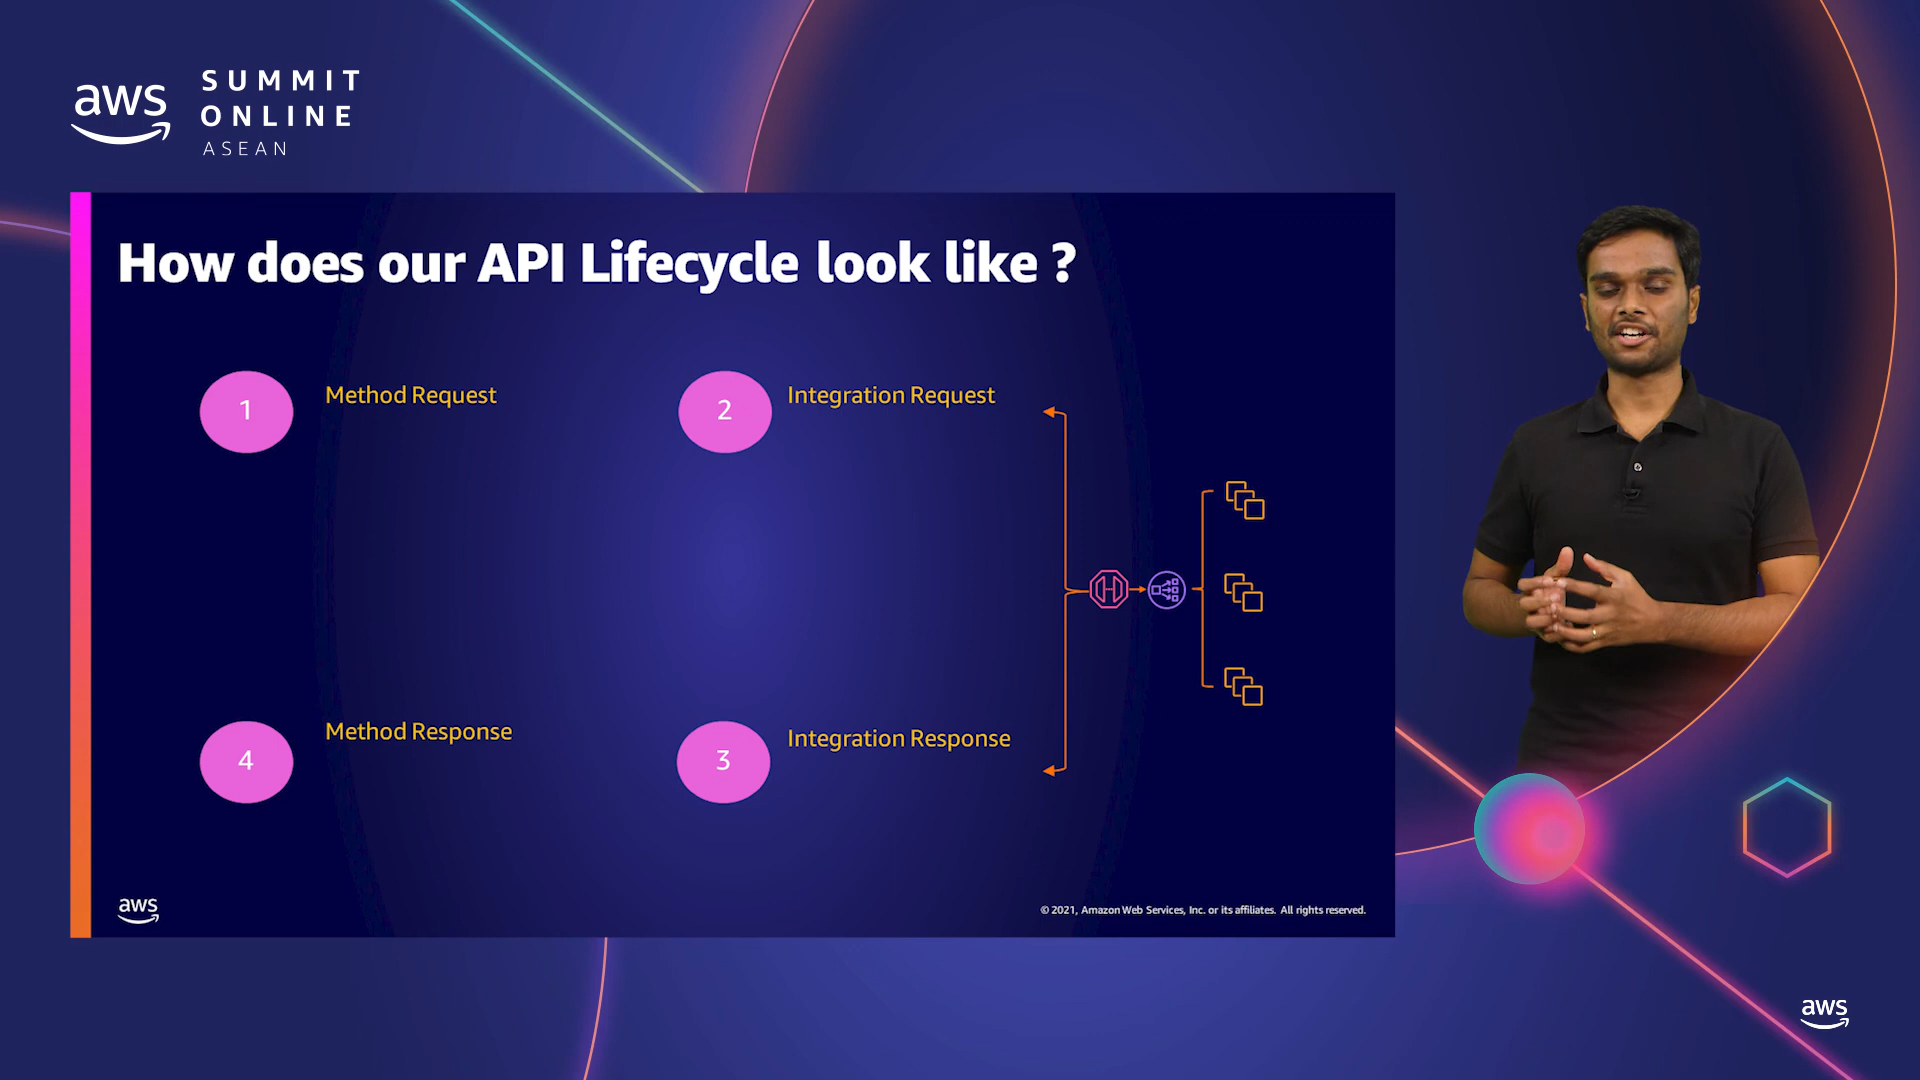 aws
SUMMIT
ONLINE
ASEAN
How does our API Lifecycle look like ?
1
Method Request
2
Integration Request
4
Method Response
3
Integration Response
aws
© 2021, Amazon Web Services, Inc. or its affiliates. All rights reserved.
aws